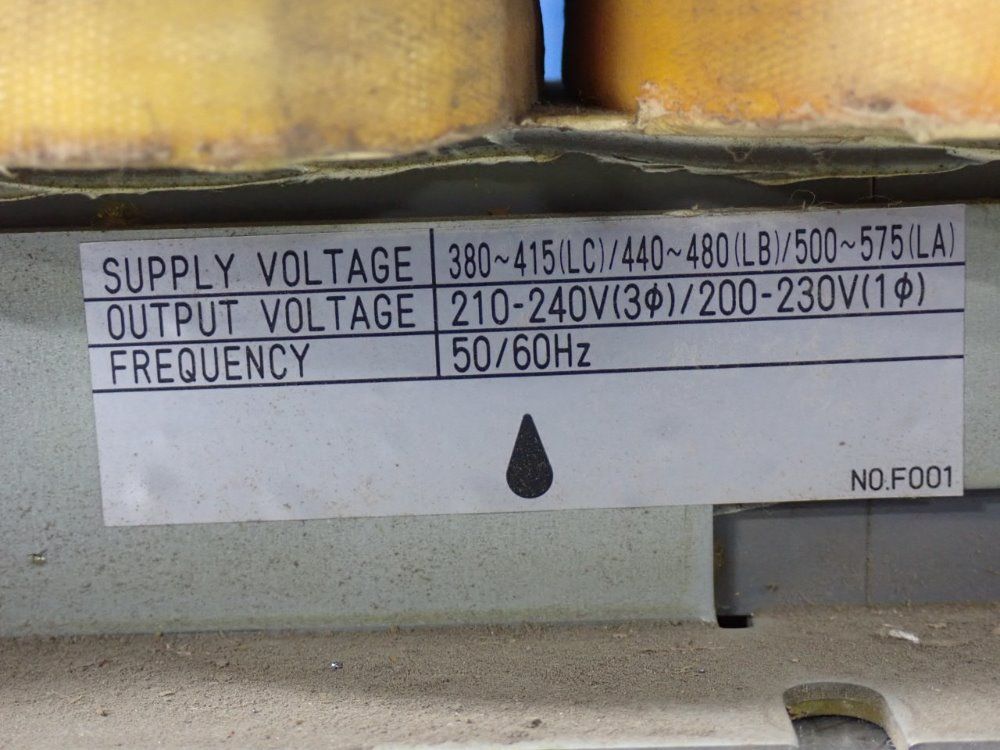 SUPPLY VOLTAGE 380~415(LC)/440~480(LB)/500~575(LA)
OUTPUT VOLTAGE 210-240V(3Φ)/200-230V(1Φ)
FREQUENCY 50/60Hz
NO.F001